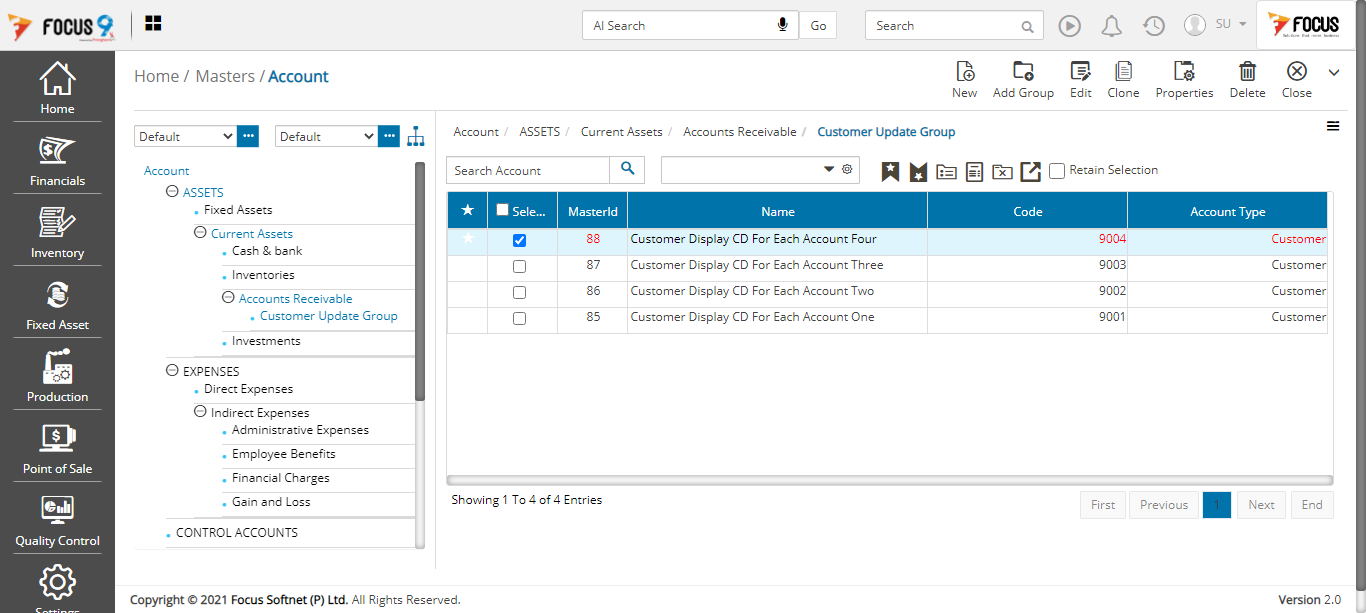 FOCUS 9
AI Search
Go
Search
SU
FOCUS
Home
Financials
Inventory
Fixed Asset
Production
Point of Sale
Quality Control
Settings
Home / Masters / Account
New
Add Group
Edit
Clone
Properties
Delete
Close
Default
Default
Account
ASSETS
Fixed Assets
Current Assets
Cash & bank
Inventories
Accounts Receivable
Customer Update Group
Investments
EXPENSES
Direct Expenses
Indirect Expenses
Administrative Expenses
Employee Benefits
Financial Charges
Gain and Loss
CONTROL ACCOUNTS
Account / ASSETS / Current Assets / Accounts Receivable / Customer Update Group
Search Account
Retain Selection
Sele... MasterId Name Code Account Type
88 Customer Display CD For Each Account Four 9004 Customer
87 Customer Display CD For Each Account Three 9003 Customer
86 Customer Display CD For Each Account Two 9002 Customer
85 Customer Display CD For Each Account One 9001 Customer
Showing 1 To 4 of 4 Entries
First Previous 1 Next End
Copyright © 2021 Focus Softnet (P) Ltd. All Rights Reserved.
Version 2.0